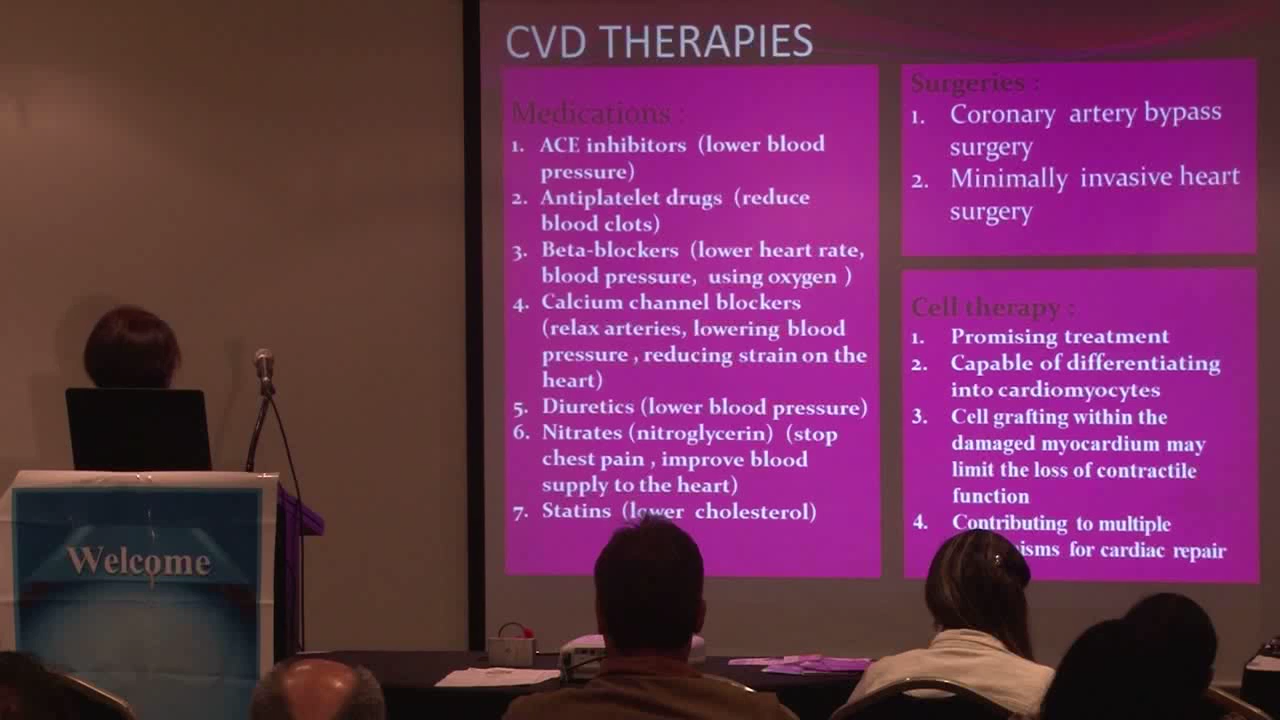 CVD THERAPIES
Medications :
1. ACE inhibitors (lower blood
pressure)
2. Antiplatelet drugs (reduce
blood clots)
3. Beta-blockers (lower heart rate,
blood pressure, using oxygen )
4. Calcium channel blockers
(relax arteries, lowering blood
pressure , reducing strain on the
heart)
5. Diuretics (lower blood pressure)
6. Nitrates (nitroglycerin) (stop
chest pain , improve blood
supply to the heart)
7. Statins (lower cholesterol)
Surgeries :
1. Coronary artery bypass
surgery
2. Minimally invasive heart
surgery
Cell therapy :
1. Promising treatment
2. Capable of differentiating
into cardiomyocytes
3. Cell grafting within the
damaged myocardium may
limit the loss of contractile
function
4. Contributing to multiple
for cardiac repair
Welcome